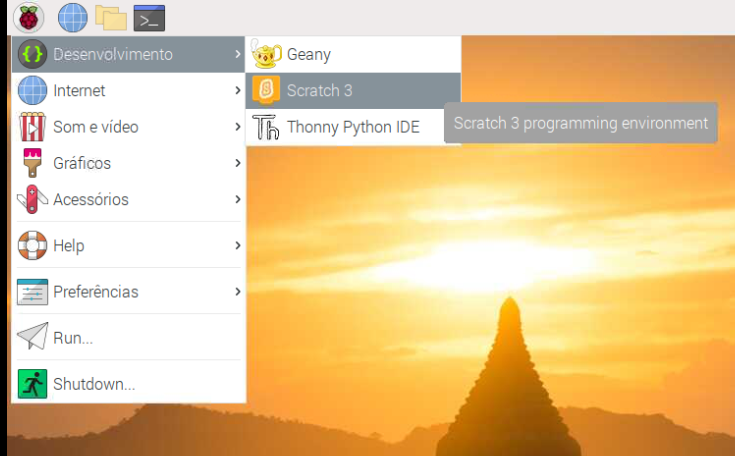 Desenvolvimento
Internet
Som e vídeo
Gráficos
Acessórios
Help
Preferências
Run...
Shutdown...
Geany
Scratch 3
Thonny Python IDE
Scratch 3 programming environment